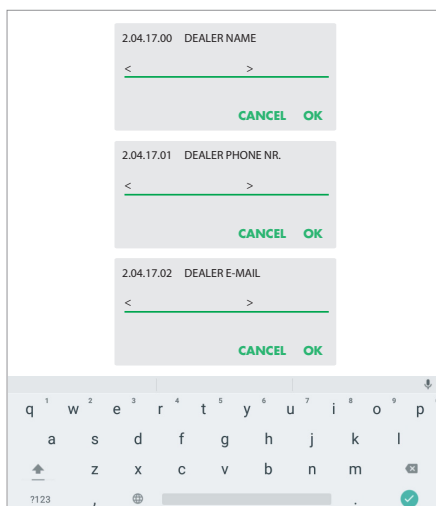 2.04.17.00 DEALER NAME
< >
CANCEL OK
2.04.17.01 DEALER PHONE NR.
< >
CANCEL OK
2.04.17.02 DEALER E-MAIL
< >
CANCEL OK
q 1 w 2 e 3 r 4 t 5 y 6 u 7 i 8 o 9 p
a s d f g h j k l
z x c v b n m
?123 , .